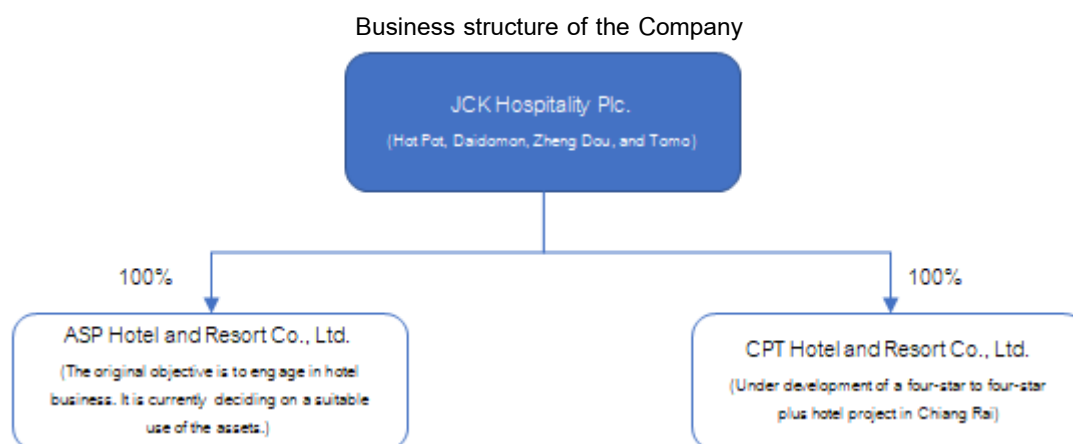 Business structure of the Company
JCK Hospitality Plc.
(Hot Pot, Daidomon, Zheng Dou, and Tomo)
100%
100%
ASP Hotel and Resort Co., Ltd.
(The original objective is to engage in hotel
business. It is currently deciding on a suitable
use of the assets.)
CPT Hotel and Resort Co., Ltd.
(Under development of a four-star to four-star
plus hotel project in Chiang Rai)